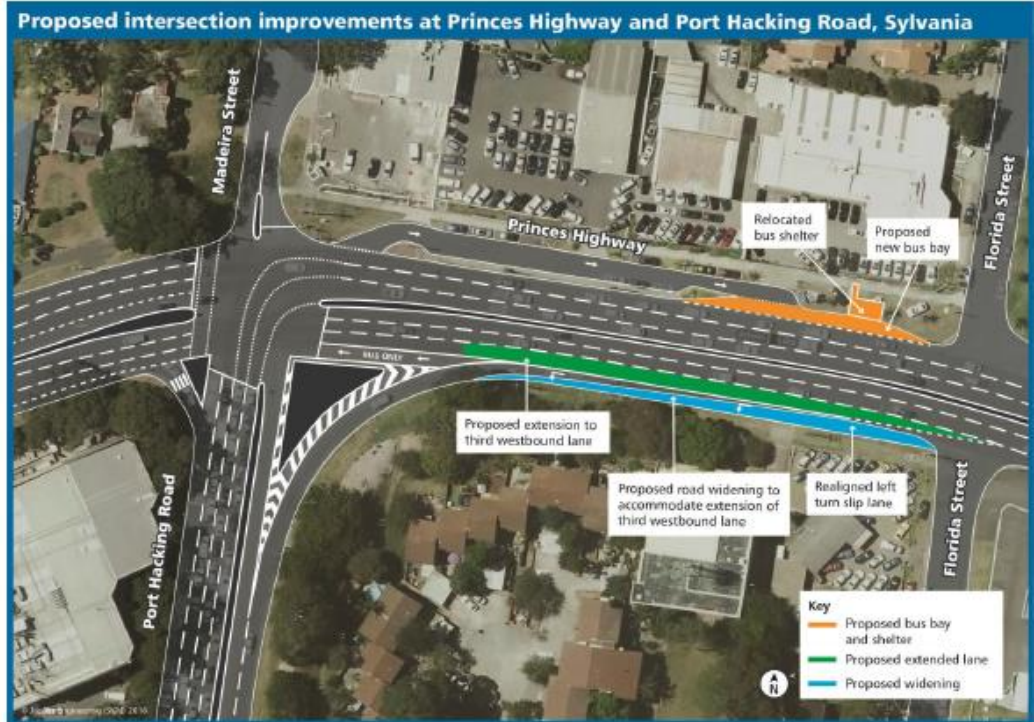 Proposed intersection improvements at Princes Highway and Port Hacking Road, Sylvania
Madeira Street
Princes Highway
Relocated
bus shelter
Proposed
new bus bay
Florida Street
BUS ONLY
Proposed extension to
third westbound lane
Proposed road widening to
accommodate extension of
third westbound lane
Realigned left
turn slip lane
Port Hacking Road
Florida Street
Key
Proposed bus bay
and shelter
Proposed extended lane
Proposed widening
N